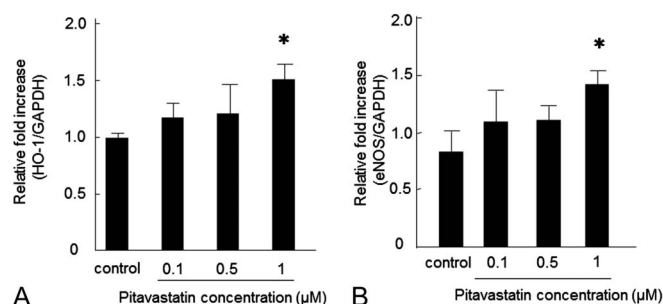 Relative fold increase
(HO-1/GAPDH)
2.0
1.5
1.0
0.5
0
*
control
0.1
0.5
1
Pitavastatin concentration (μM)
A
Relative fold increase
(eNOS/GAPDH)
2.0
1.5
1.0
0.5
0
*
control
0.1
0.5
1
Pitavastatin concentration (μM)
B